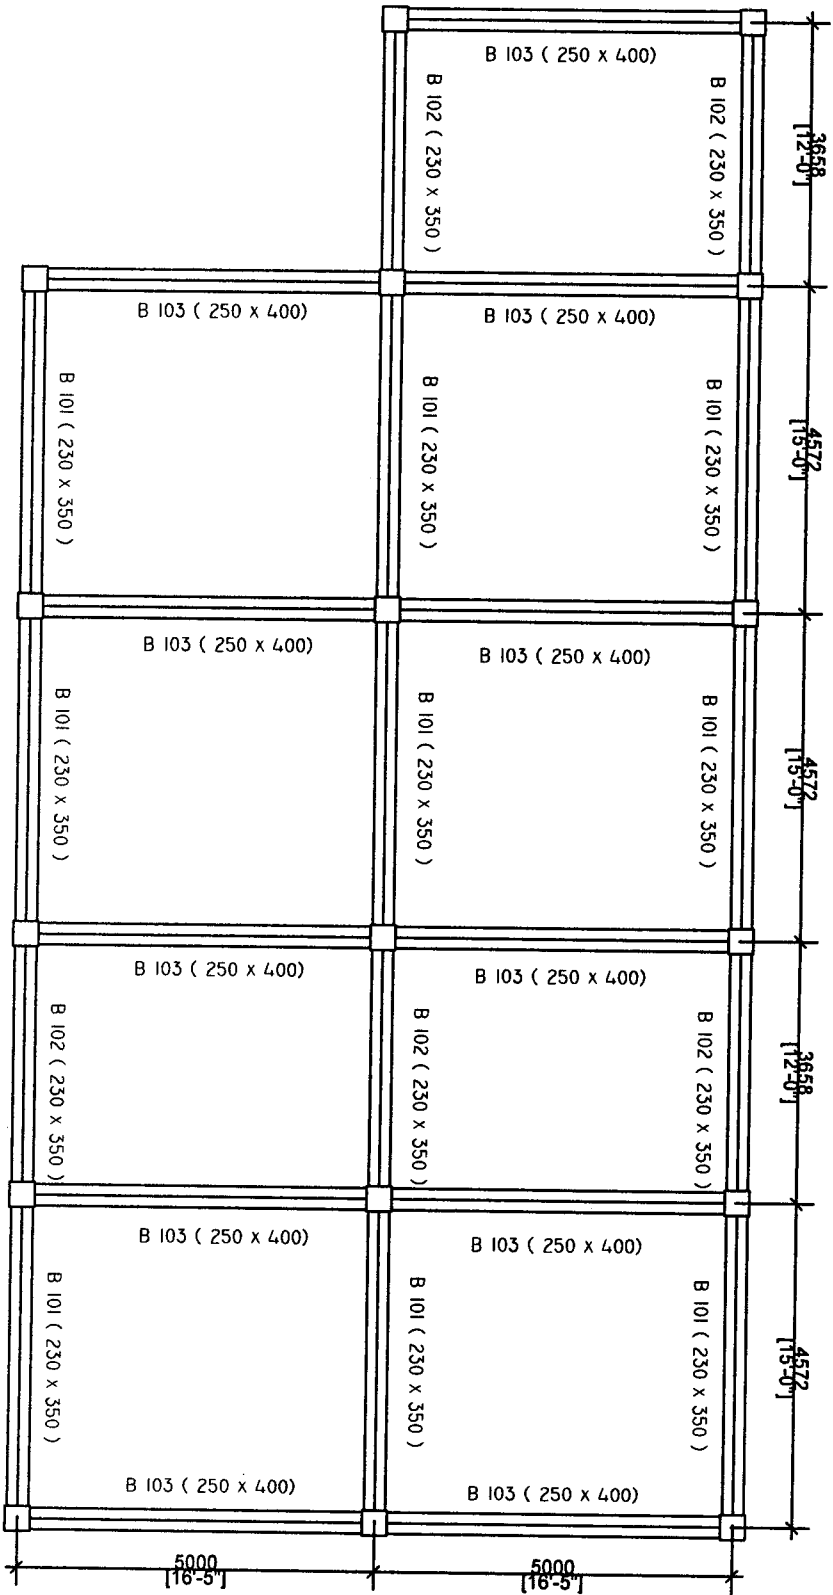 B 103 ( 250 X 400)
B 102 ( 230 X 350 )
B 102 ( 230 X 350 )
3658
[12'-0"]
B 103 ( 250 X 400)
B 103 ( 250 X 400)
B 101 ( 230 X 350 )
B 101 ( 230 X 350 )
B 101 ( 230 X 350 )
4572
[15'-0"]
B 103 ( 250 X 400)
B 103 ( 250 X 400)
B 101 ( 230 X 350 )
B 101 ( 230 X 350 )
B 101 ( 230 X 350 )
4572
[15'-0"]
B 103 ( 250 X 400)
B 103 ( 250 X 400)
B 102 ( 230 X 350 )
B 102 ( 230 X 350 )
B 102 ( 230 X 350 )
3658
[12'-0"]
B 103 ( 250 X 400)
B 103 ( 250 X 400)
B 101 ( 230 X 350 )
B 101 ( 230 X 350 )
B 101 ( 230 X 350 )
4572
[15'-0"]
B 103 ( 250 X 400)
B 103 ( 250 X 400)
5000
[16'-5"]
5000
[16'-5"]